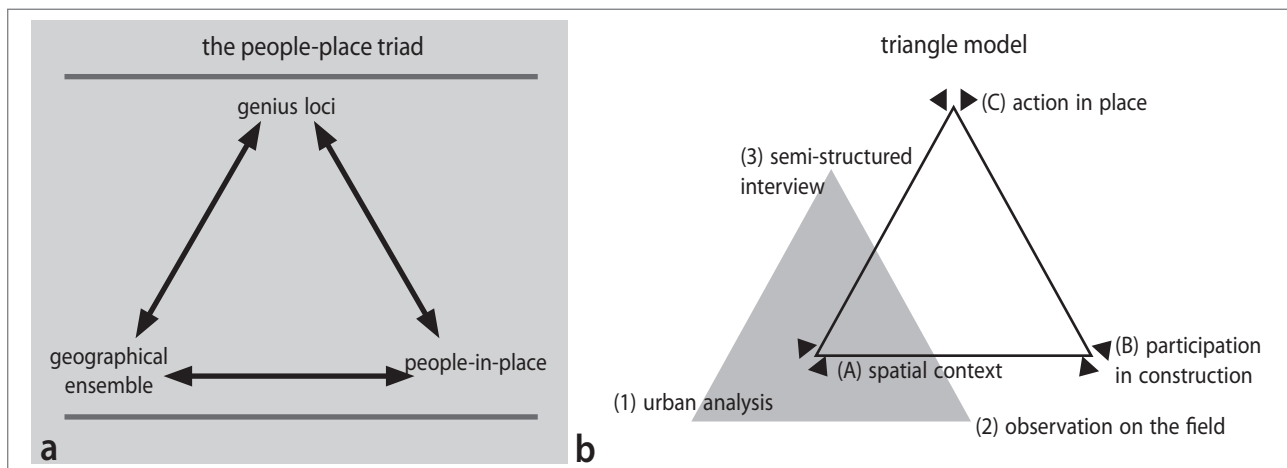 the people-place triad
genius loci
geographical
ensemble
people-in-place
a
triangle model
(C) action in place
(3) semi-structured
interview
(B) participation
in construction
(A) spatial context
(1) urban analysis
(2) observation on the field
b